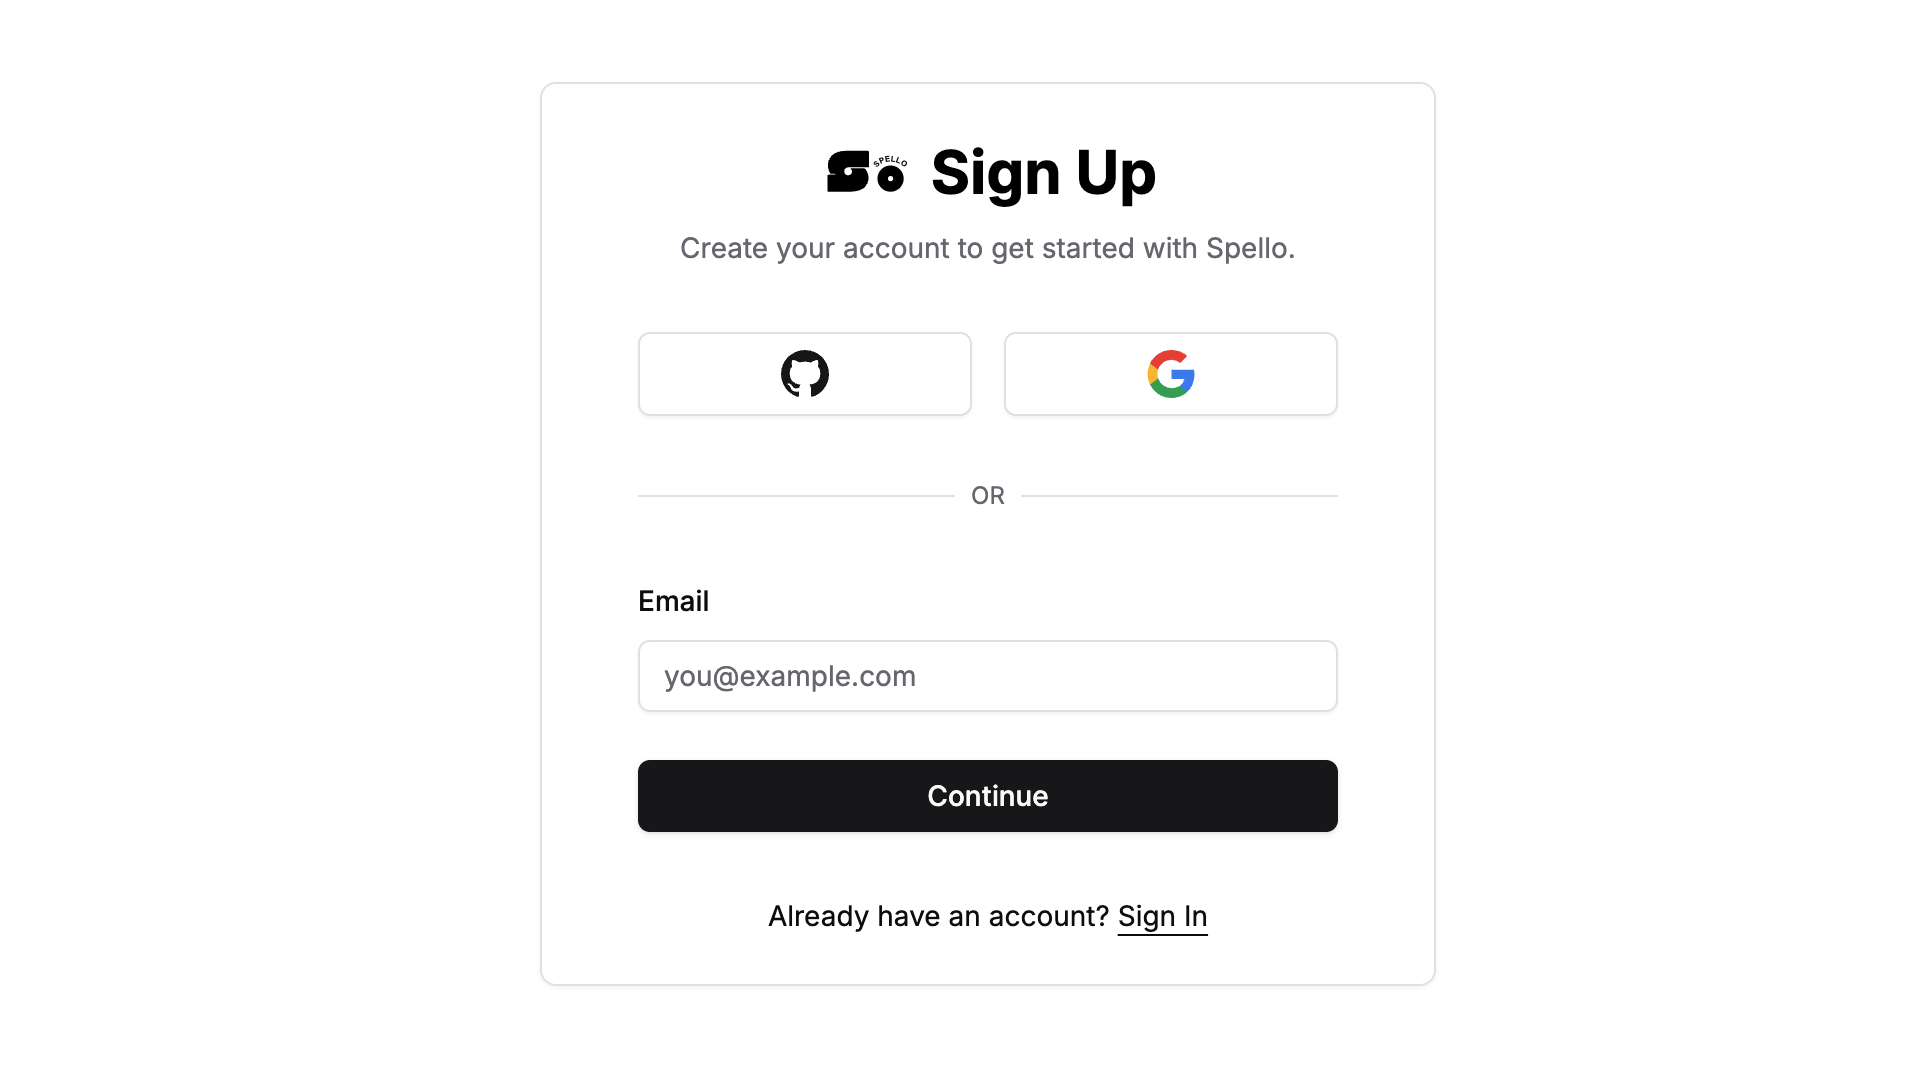 So SPELLO Sign Up
Create your account to get started with Spello.
OR
Email
you@example.com
Continue
Already have an account? Sign In